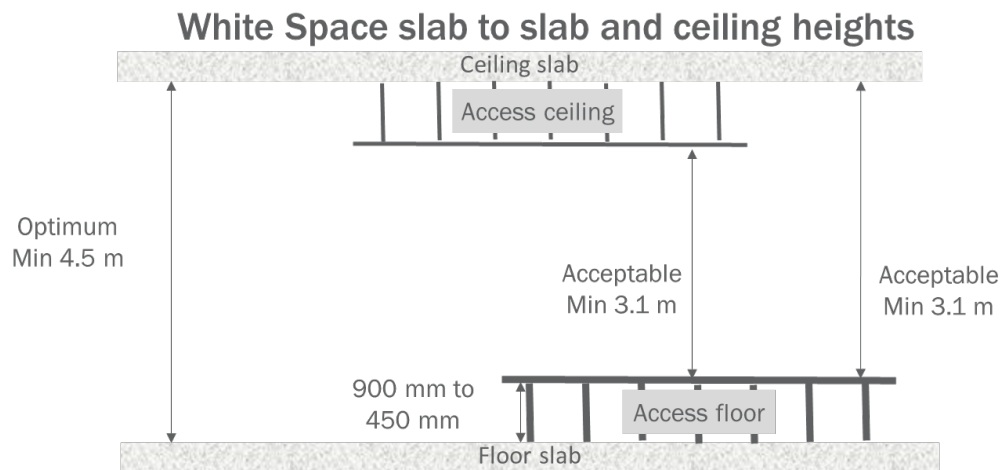 White Space slab to slab and ceiling heights
Ceiling slab
Access ceiling
Optimum
Min 4.5 m
Acceptable
Min 3.1 m
Acceptable
Min 3.1 m
900 mm to
450 mm
Access floor
Floor slab